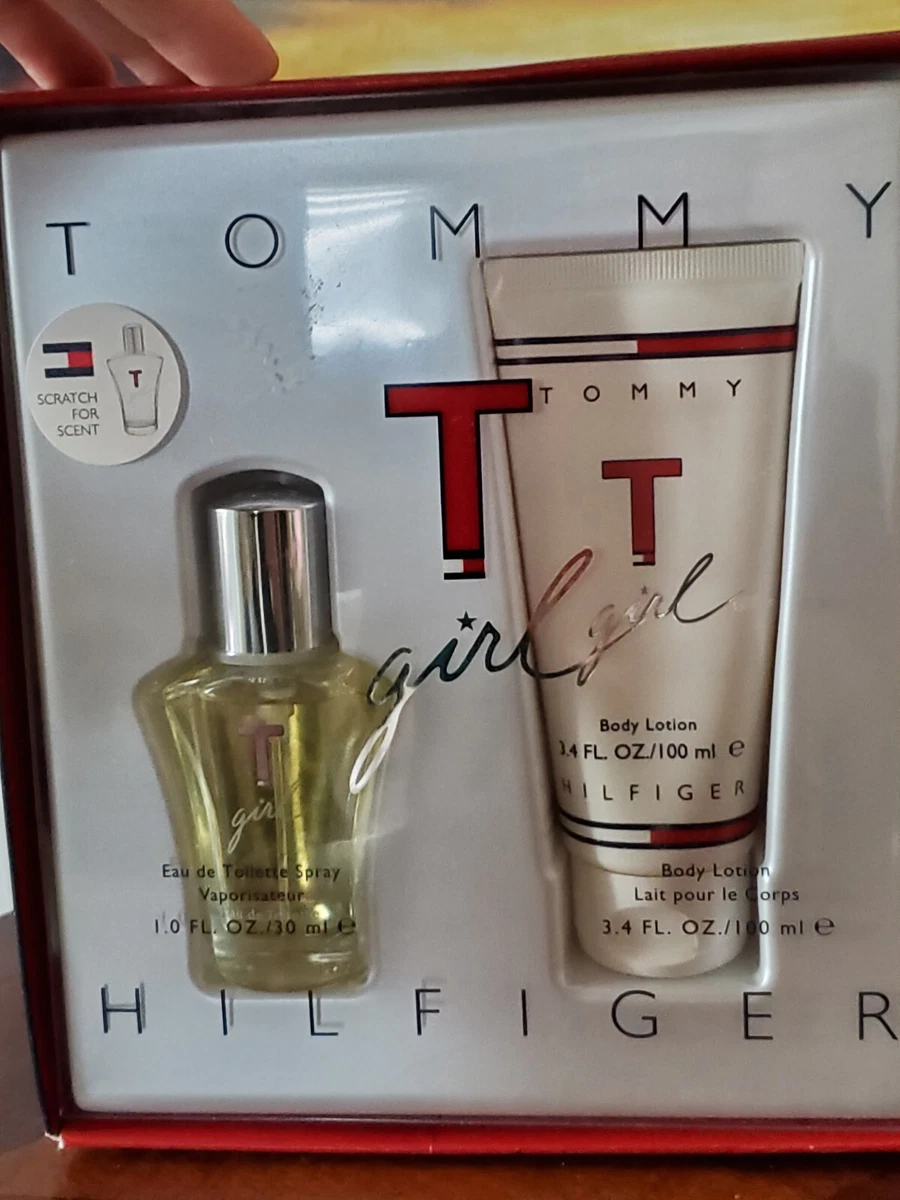 TOMMY
SCRATCH
FOR
SCENT
T
TOMMY
T
T
girl
girl
Body Lotion
3.4 FL. OZ./100 ml e
HILFIGER
T
girl
Eau de Toilette Spray
Vaporisateur
1.0 FL. OZ./30 ml e
Body Lotion
Lait pour le Corps
3.4 FL. OZ./100 ml e
HILFIGER